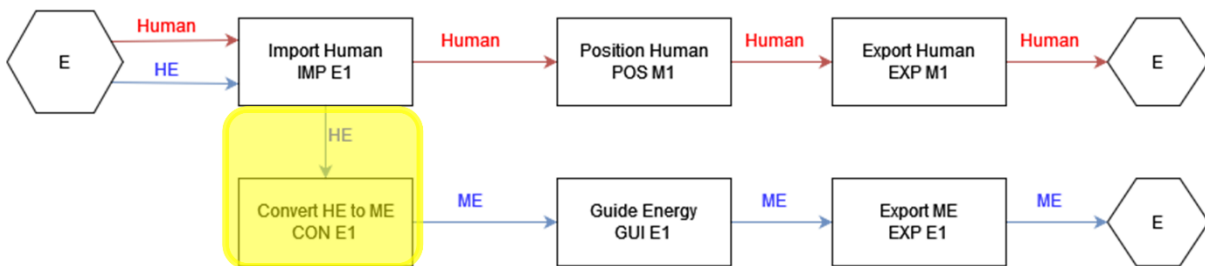 E
Human
HE
Import Human
IMP E1
Human
Position Human
POS M1
Human
Export Human
EXP M1
Human
E
HE
Convert HE to ME
CON E1
ME
Guide Energy
GUI E1
ME
Export ME
EXP E1
ME
E